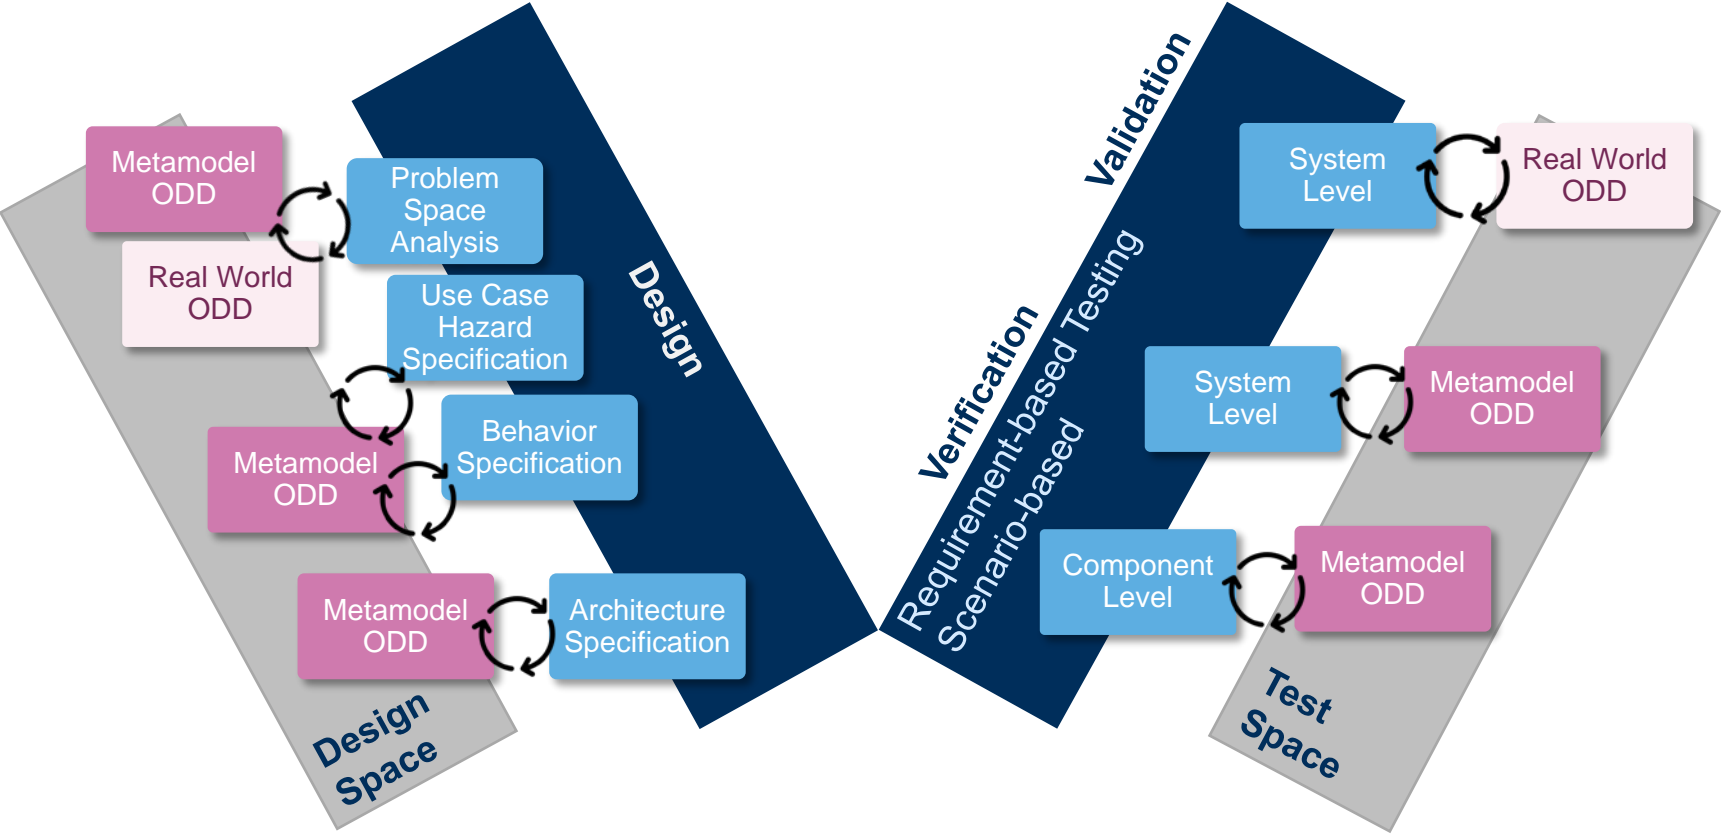 Metamodel
ODD
Problem
Space
Analysis
Real World
ODD
Use Case
Hazard
Specification
Metamodel
ODD
Behavior
Specification
Metamodel
ODD
Architecture
Specification
Design
Space
Design
Validation
Verification
Requirement-based Testing
Scenario-based
System
Level
Real World
ODD
System
Level
Metamodel
ODD
Component
Level
Metamodel
ODD
Test
Space